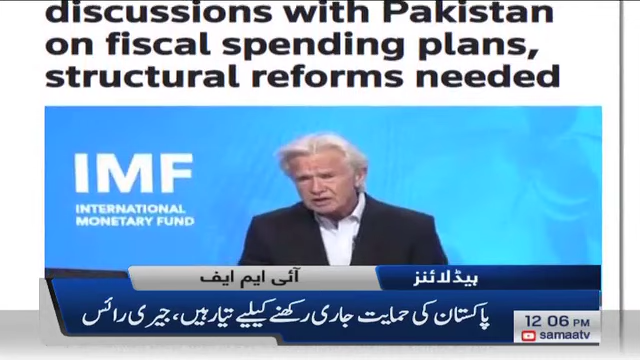 discussions with Pakistan
on fiscal spending plans,
structural reforms needed
IMF
INTERNATIONAL
MONETARY FUND
آئی ایم ایف
ہیڈلائنز
پاکستان کی حمایت جاری رکھنے کیلیے تیار ہیں، جیری رائس
12 06 PM
samaatv